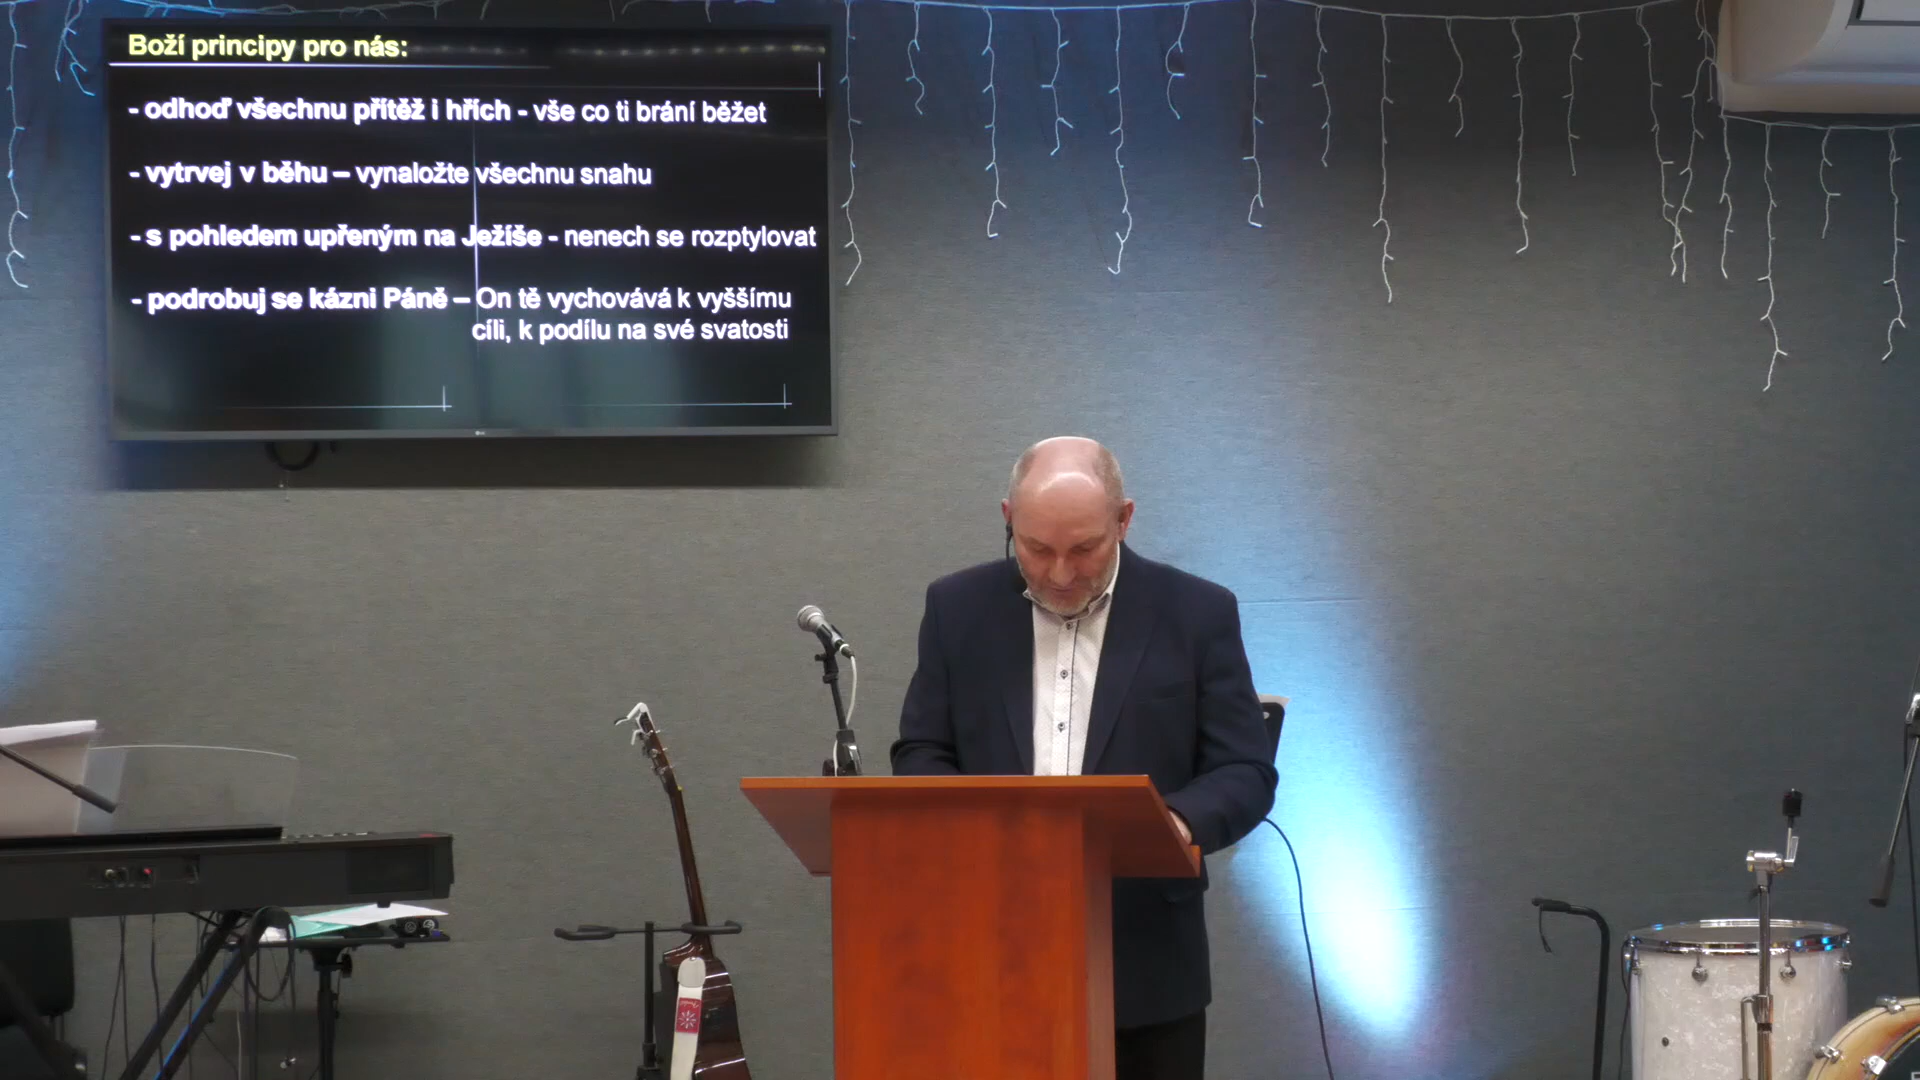 Boží principy pro nás:
- odhoď všechnu přítěž i hřích - vše co ti brání běžet
- vytrvej v běhu – vynaložte všechnu snahu
- s pohledem upřeným na Ježíše - nenech se rozptylovat
- podrobuj se kázni Páně – On tě vychovává k vyššímu
cíli, k podílu na své svatosti